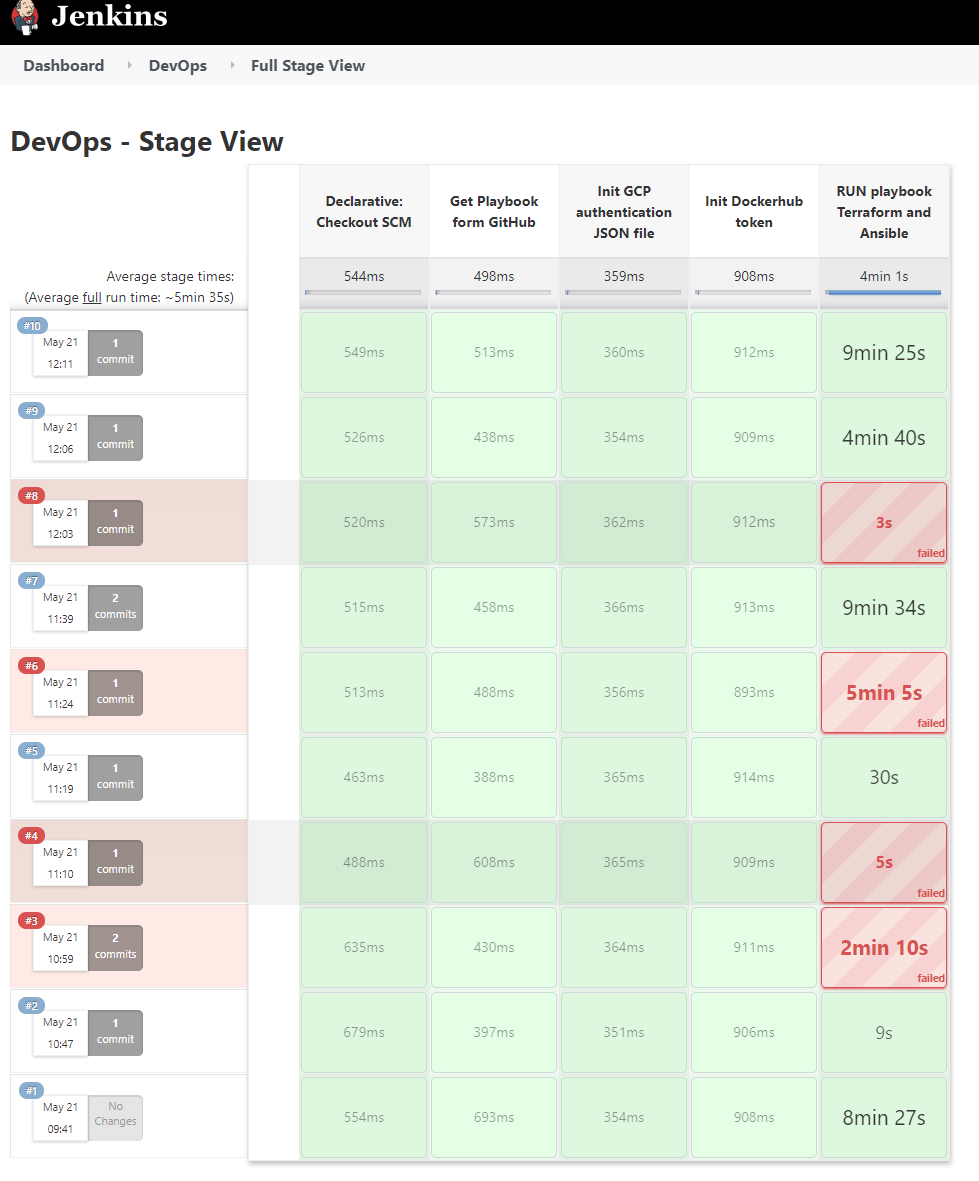 Jenkins
Dashboard DevOps Full Stage View
DevOps - Stage View
Declarative:
Checkout SCM
Get Playbook
form GitHub
Init GCP
authentication
JSON file
Init Dockerhub
token
RUN playbook
Terraform and
Ansible
Average stage times:
(Average full run time: ~5min 35s)
544ms 498ms 359ms 908ms 4min 1s
#10
May 21
12:11
1
commit
549ms 513ms 360ms 912ms 9min 25s
#9
May 21
12:06
1
commit
526ms 438ms 354ms 909ms 4min 40s
#8
May 21
12:03
1
commit
520ms 573ms 362ms 912ms 3s
failed
#7
May 21
11:39
2
commits
515ms 458ms 366ms 913ms 9min 34s
#6
May 21
11:24
1
commit
513ms 488ms 356ms 893ms 5min 5s
failed
#5
May 21
11:19
1
commit
463ms 388ms 365ms 914ms 30s
#4
May 21
11:10
1
commit
488ms 608ms 365ms 909ms 5s
failed
#3
May 21
10:59
2
commits
635ms 430ms 364ms 911ms 2min 10s
failed
#2
May 21
10:47
1
commit
679ms 397ms 351ms 906ms 9s
#1
May 21
09:41
No
Changes
554ms 693ms 354ms 908ms 8min 27s